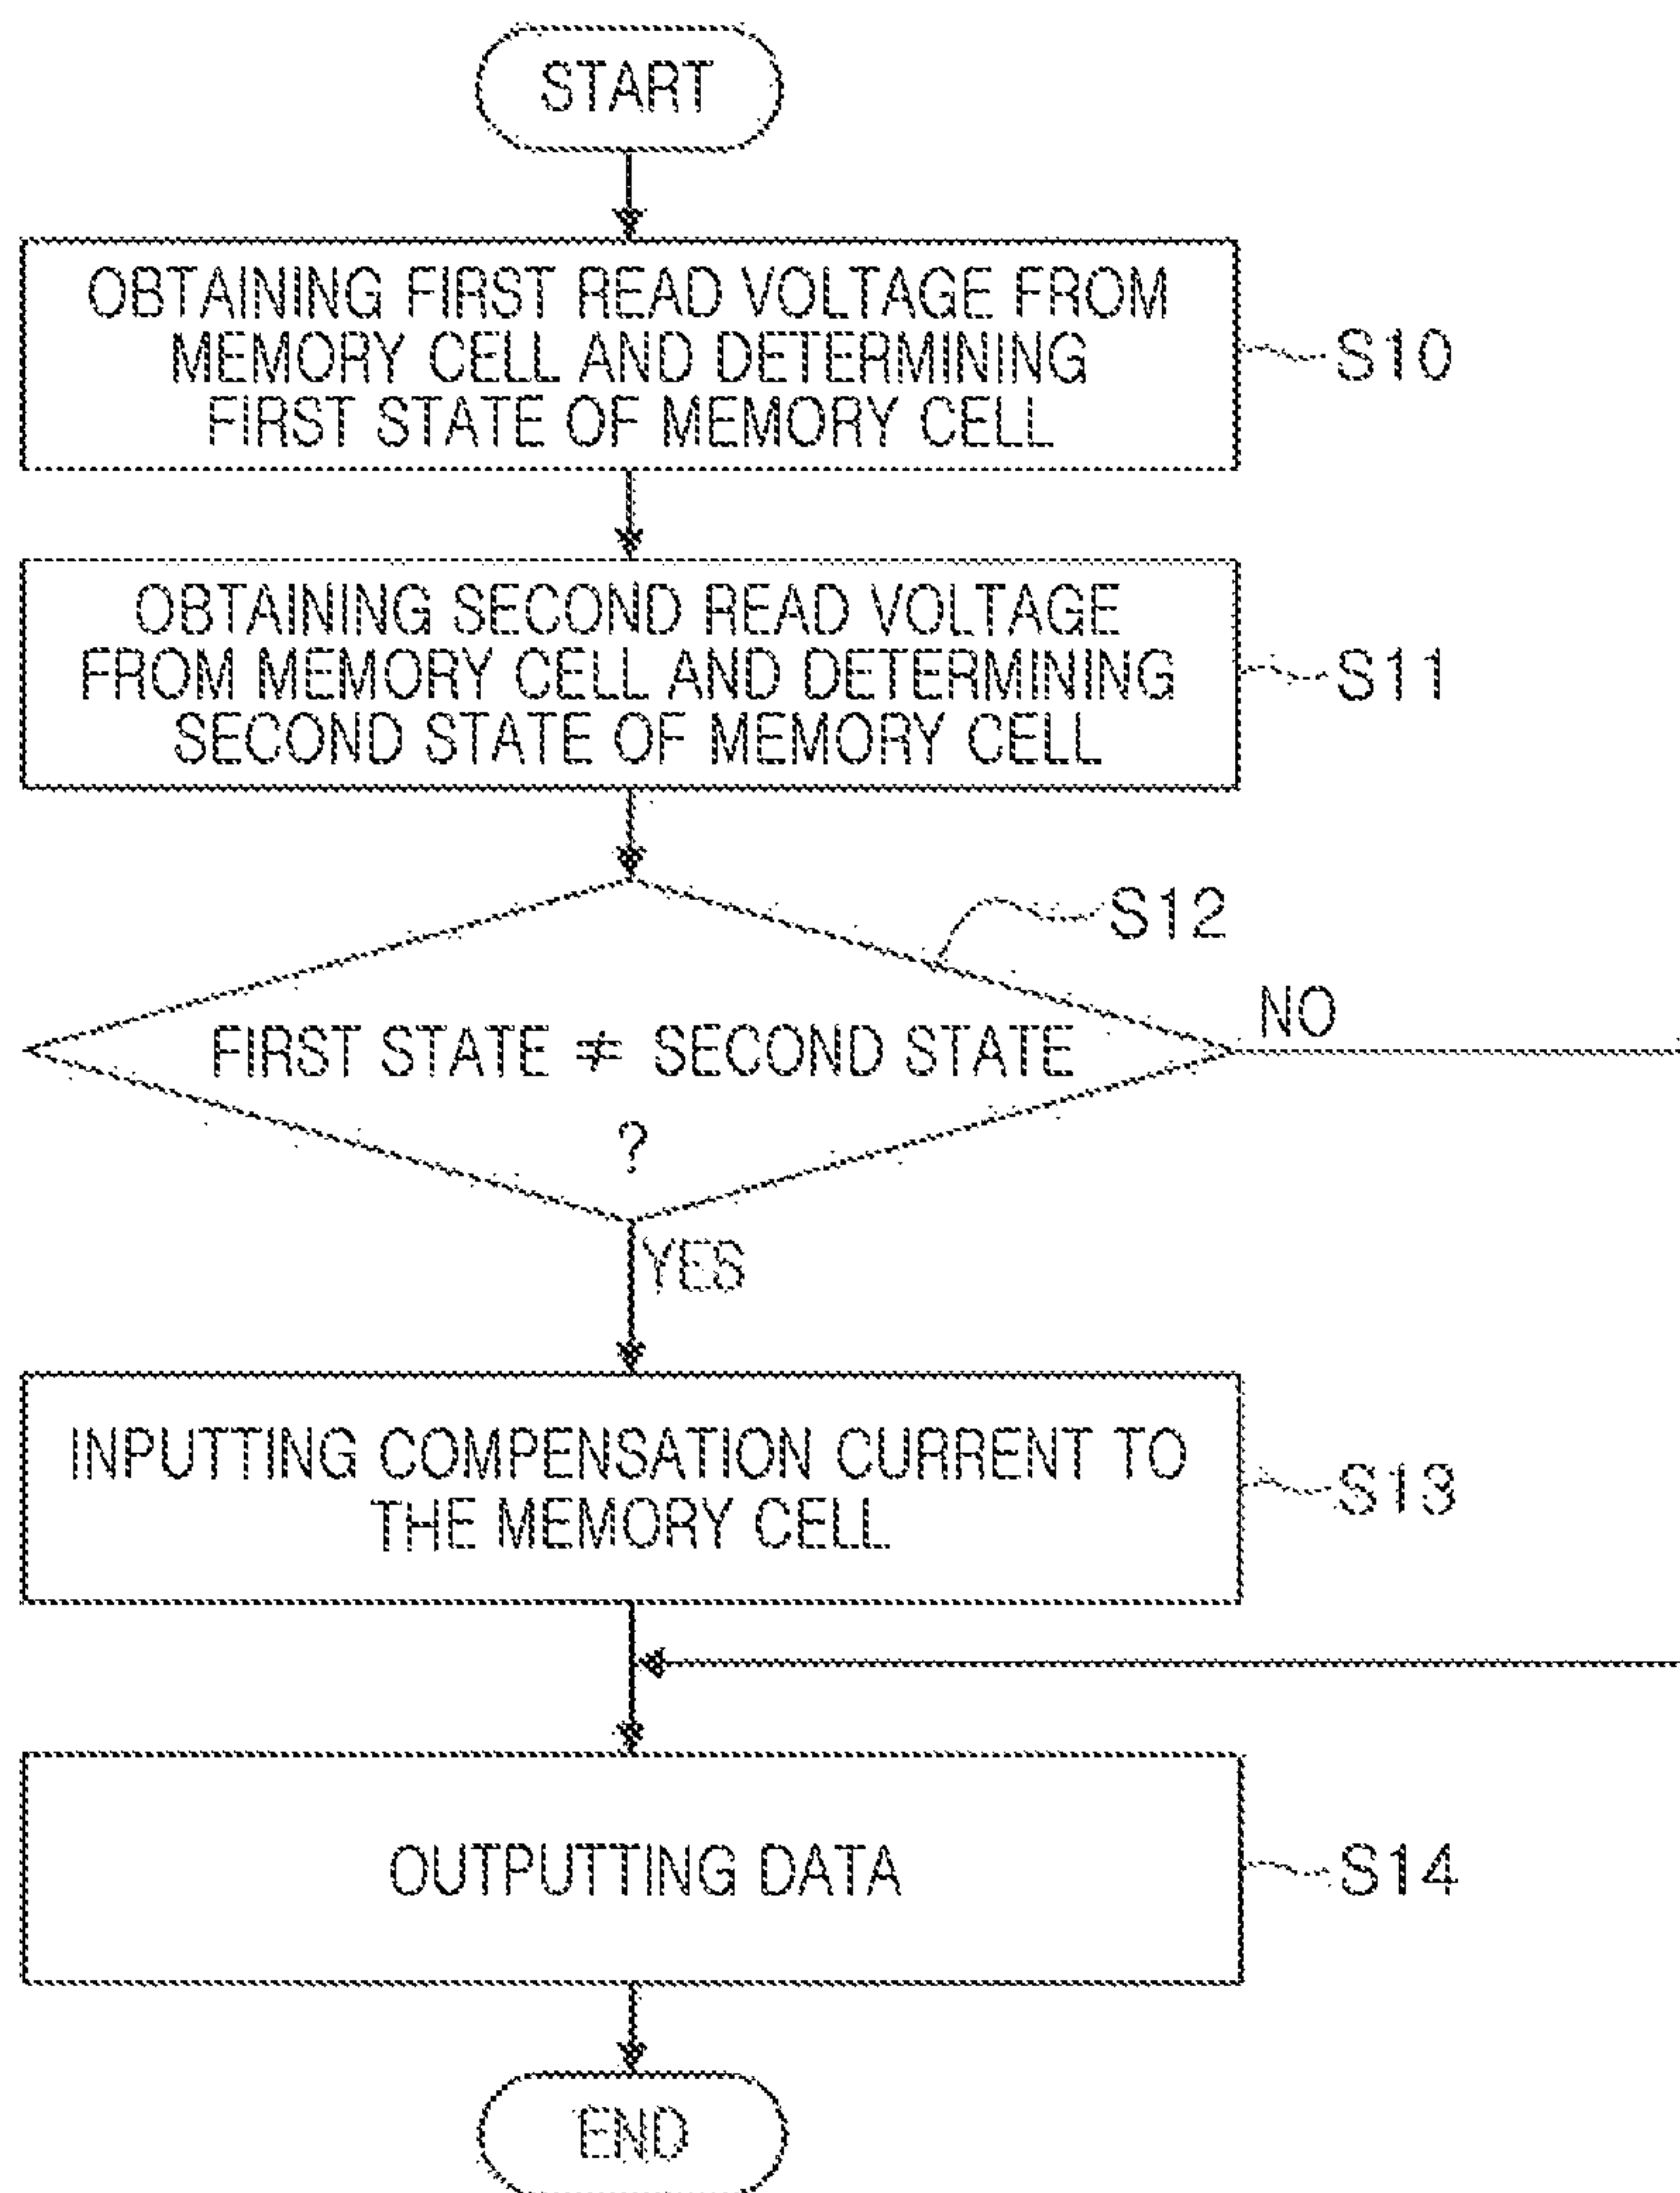 START
OBTAINING FIRST READ VOLTAGE FROM
MEMORY CELL AND DETERMINING
FIRST STATE OF MEMORY CELL
S10
OBTAINING SECOND READ VOLTAGE
FROM MEMORY CELL AND DETERMINING
SECOND STATE OF MEMORY CELL
S11
S12
FIRST STATE ≠ SECOND STATE
?
NO
YES
INPUTTING COMPENSATION CURRENT TO
THE MEMORY CELL
S13
OUTPUTTING DATA
S14
END